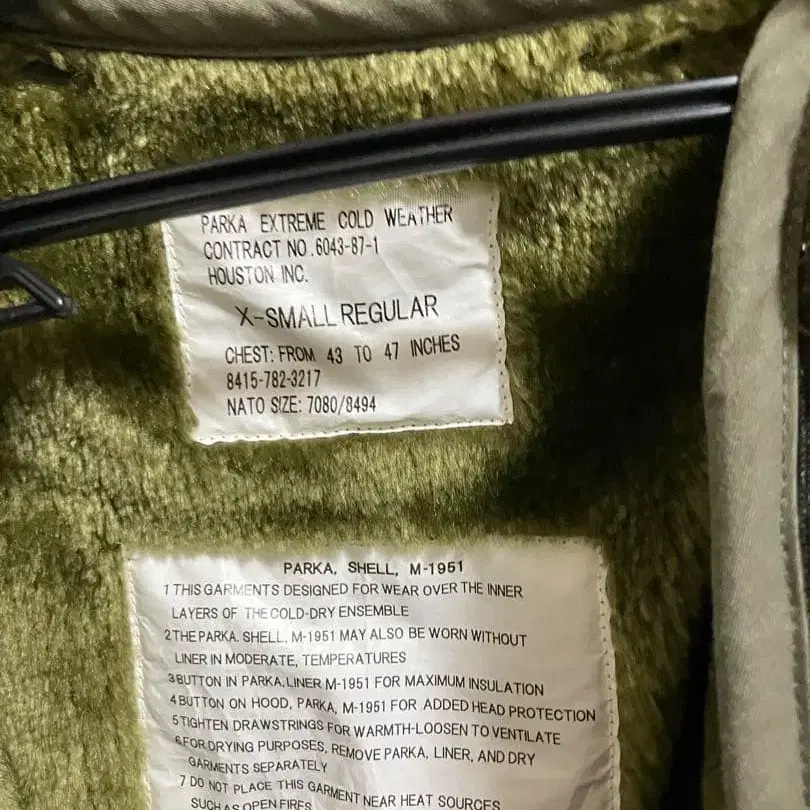 PARKA EXTREME COLD WEATHER
CONTRACT NO.6043-87-1
HOUSTON INC.
X-SMALL REGULAR
CHEST: FROM 43 TO 47 INCHES
8415-782-3217
NATO SIZE: 7080/8494
PARKA, SHELL, M-1951
1 THIS GARMENTS DESIGNED FOR WEAR OVER THE INNER
LAYERS OF THE COLD-DRY ENSEMBLE
2 THE PARKA. SHELL, M-1951 MAY ALSO BE WORN WITHOUT
LINER IN MODERATE, TEMPERATURES
3 BUTTON IN PARKA,LINER M-1951 FOR MAXIMUM INSULATION
4 BUTTON ON HOOD, PARKA, M-1951 FOR ADDED HEAD PROTECTION
5 TIGHTEN DRAWSTRINGS FOR WARMTH-LOOSEN TO VENTILATE
6 FOR DRYING PURPOSES, REMOVE PARKA, LINER, AND DRY
GARMENTS SEPARATELY
7 DO NOT PLACE THIS GARMENT NEAR HEAT SOURCES
SUCH AS OPEN FIRES